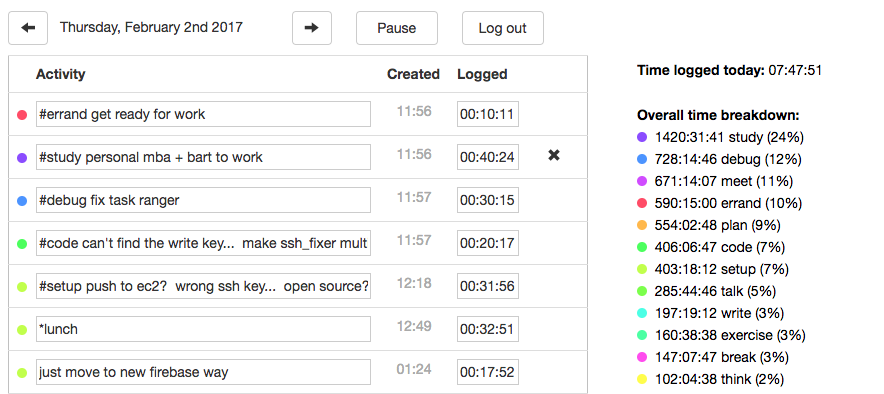 Thursday, February 2nd 2017 Pause Log out
Activity Created Logged
#errand get ready for work 11:56 00:10:11
#study personal mba + bart to work 11:56 00:40:24
#debug fix task ranger 11:57 00:30:15
#code can't find the write key... make ssh_fixer mult 11:57 00:20:17
#setup push to ec2? wrong ssh key... open source? 12:18 00:31:56
*lunch 12:49 00:32:51
just move to new firebase way 01:24 00:17:52
Time logged today: 07:47:51
Overall time breakdown:
1420:31:41 study (24%)
728:14:46 debug (12%)
671:14:07 meet (11%)
590:15:00 errand (10%)
554:02:48 plan (9%)
406:06:47 code (7%)
403:18:12 setup (7%)
285:44:46 talk (5%)
197:19:12 write (3%)
160:38:38 exercise (3%)
147:07:47 break (3%)
102:04:38 think (2%)